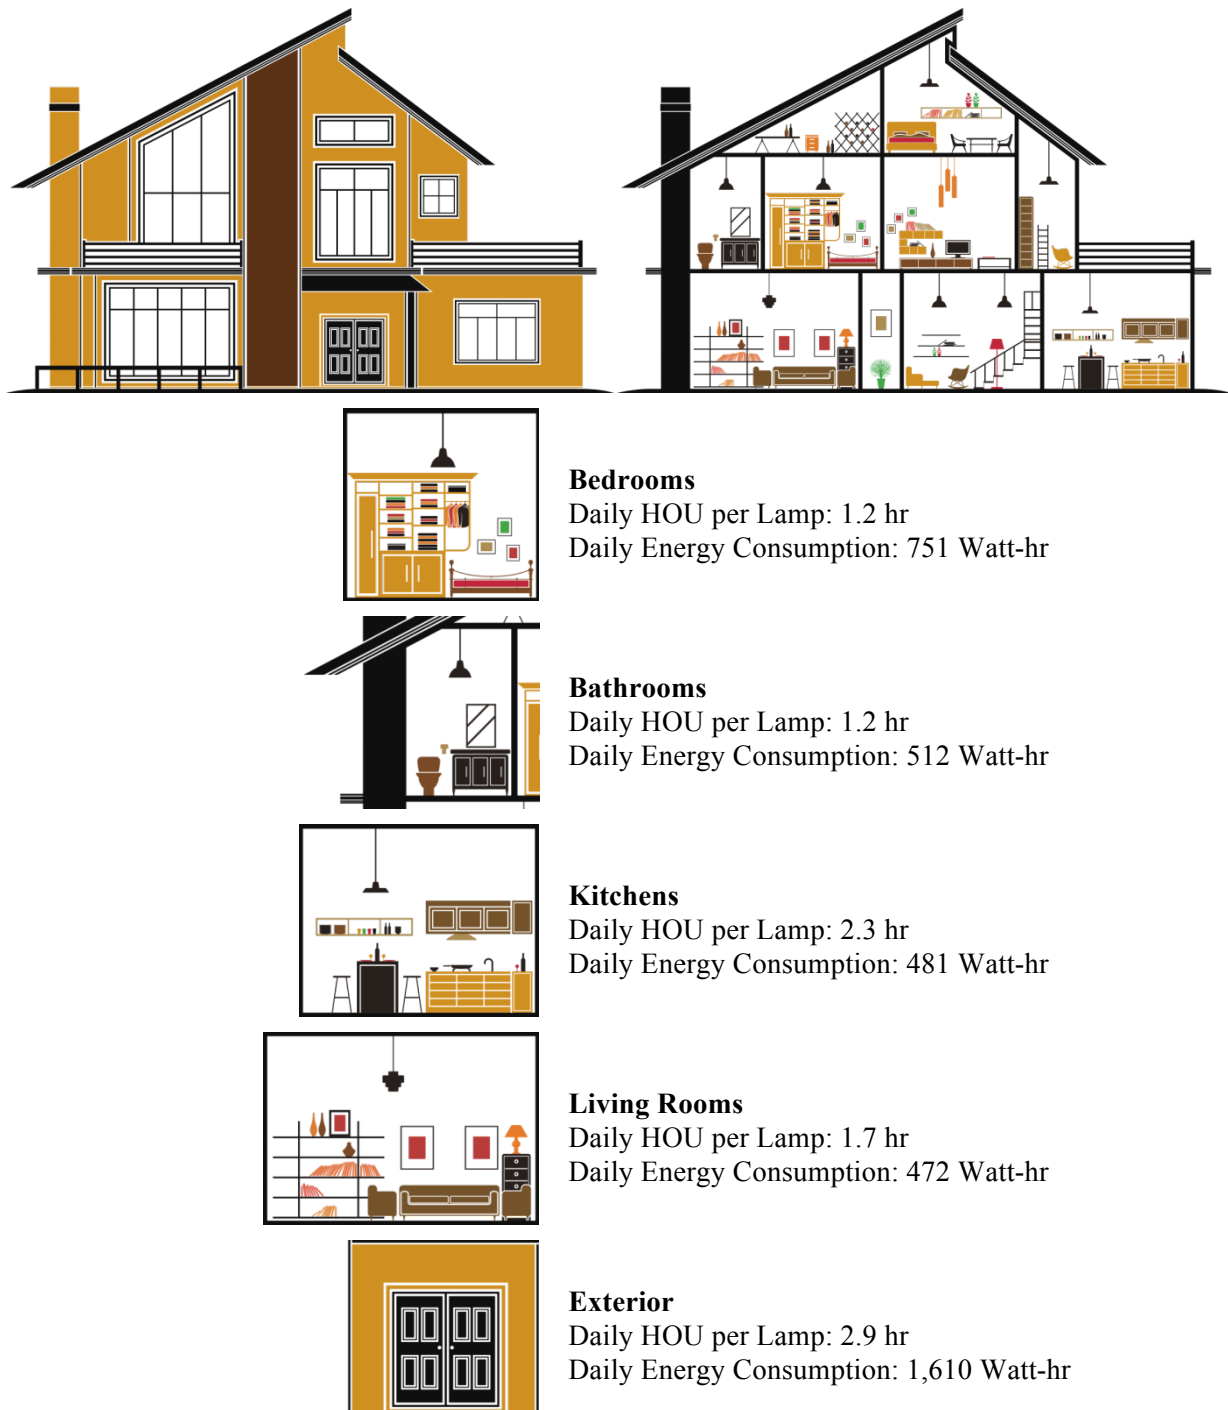 Bedrooms
Daily HOU per Lamp: 1.2 hr
Daily Energy Consumption: 751 Watt-hr
Bathrooms
Daily HOU per Lamp: 1.2 hr
Daily Energy Consumption: 512 Watt-hr
Kitchens
Daily HOU per Lamp: 2.3 hr
Daily Energy Consumption: 481 Watt-hr
Living Rooms
Daily HOU per Lamp: 1.7 hr
Daily Energy Consumption: 472 Watt-hr
Exterior
Daily HOU per Lamp: 2.9 hr
Daily Energy Consumption: 1,610 Watt-hr